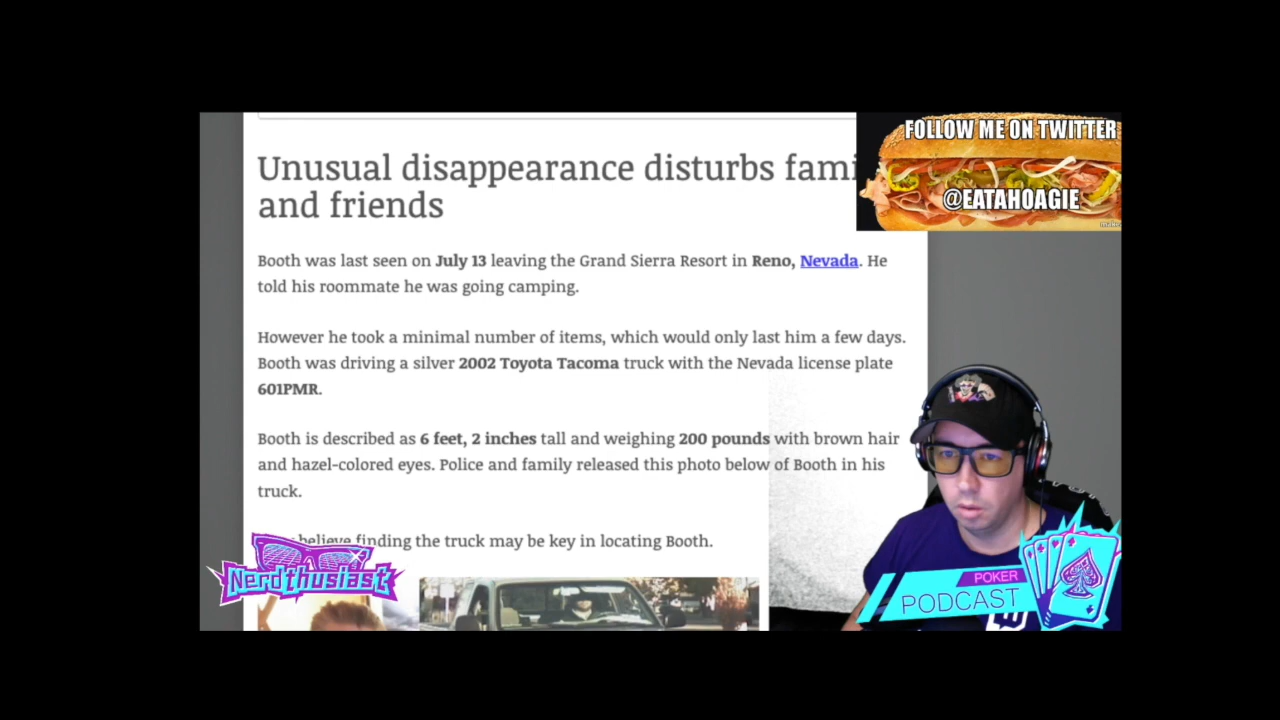 Unusual disappearance disturbs fami
and friends
FOLLOW ME ON TWITTER
@EATAHOAGIE
Booth was last seen on July 13 leaving the Grand Sierra Resort in Reno, Nevada. He
told his roommate he was going camping.
However he took a minimal number of items, which would only last him a few days.
Booth was driving a silver 2002 Toyota Tacoma truck with the Nevada license plate
601PMR.
Booth is described as 6 feet, 2 inches tall and weighing 200 pounds with brown hair
and hazel-colored eyes. Police and family released this photo below of Booth in his
truck.
believe finding the truck may be key in locating Booth.
Nerdthusiast
POKER
PODCAST